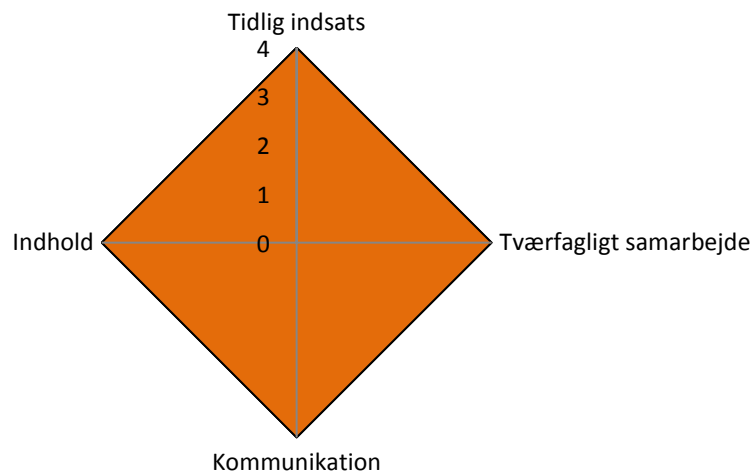 Tidlig indsats
4
3
2
1
0
Indhold
Tværfagligt samarbejde
Kommunikation